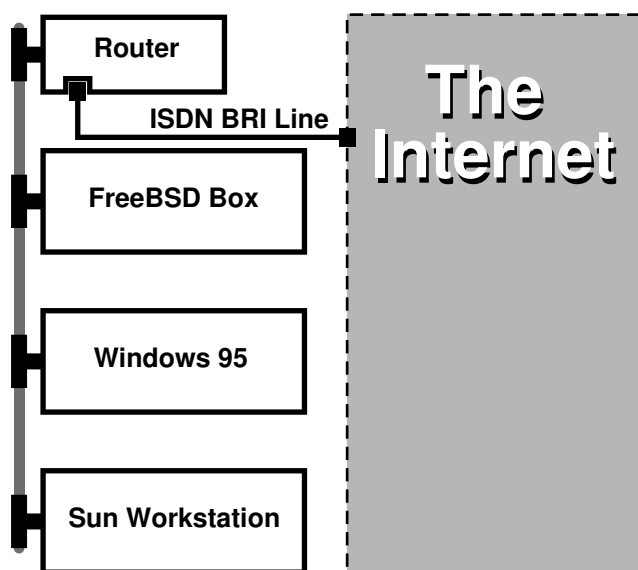 Router
The
Internet
ISDN BRI Line
FreeBSD Box
Windows 95
Sun Workstation